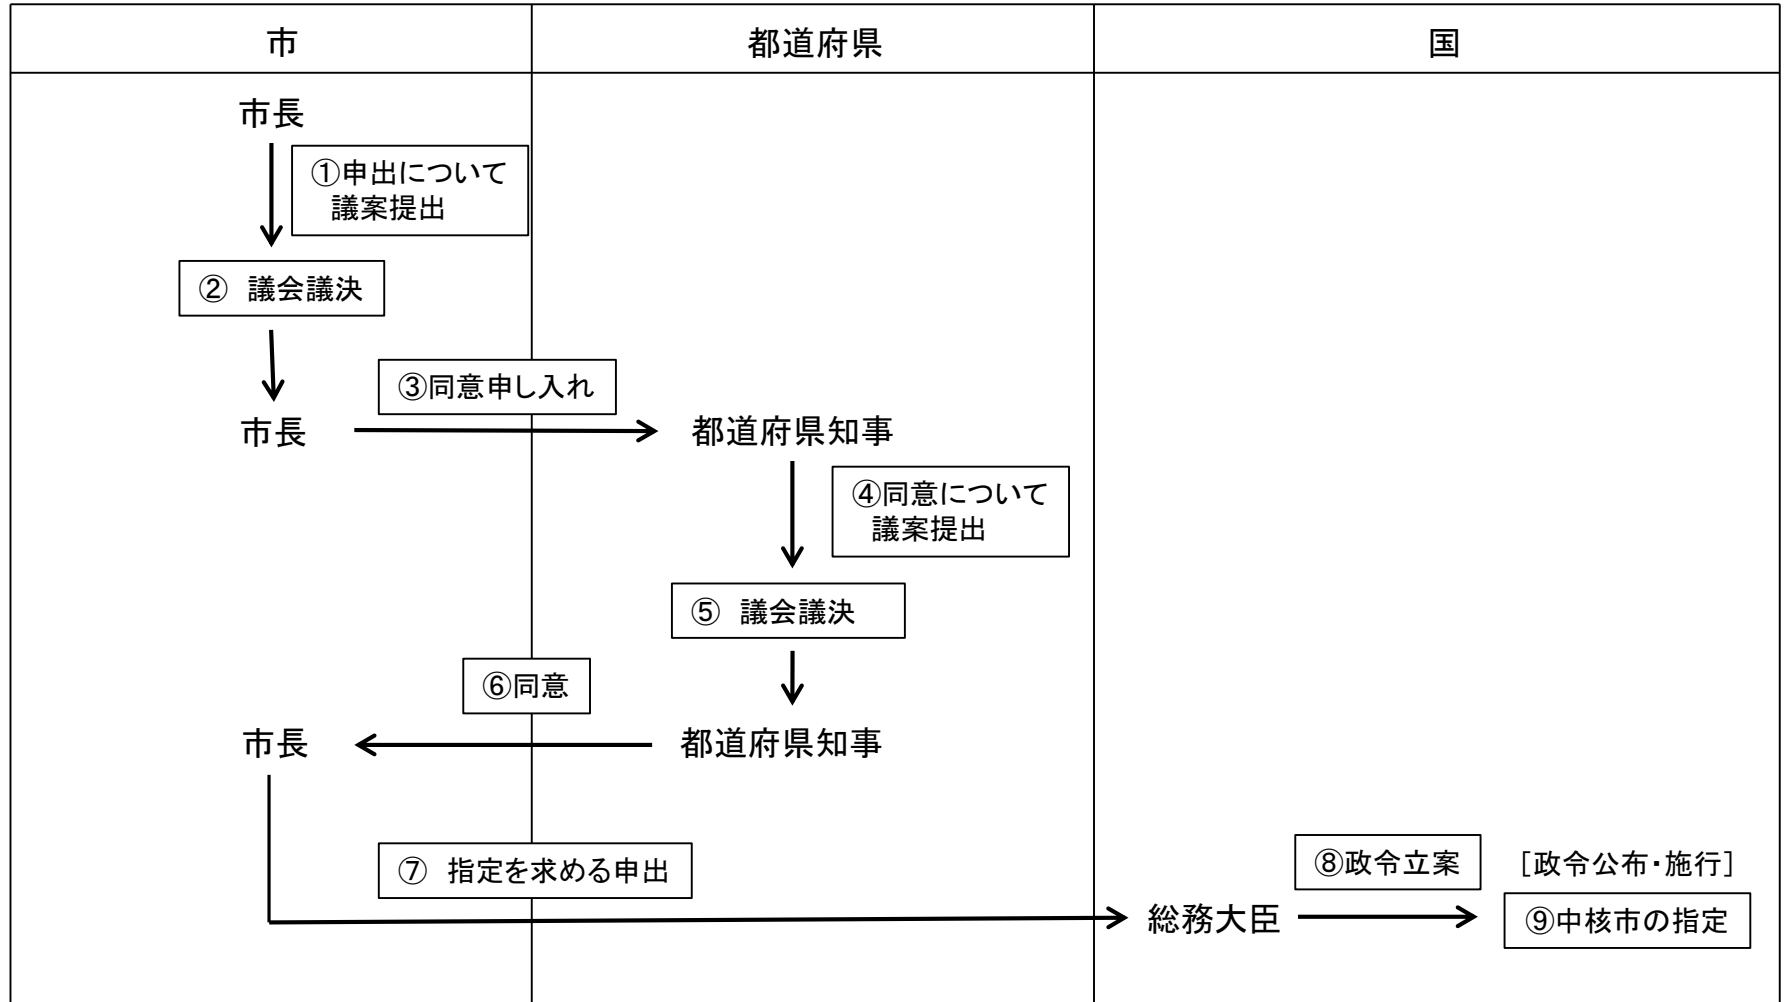 市
都道府県
国
市長
①申出について
議案提出
② 議会議決
③同意申し入れ
市長
都道府県知事
④同意について
議案提出
⑤ 議会議決
⑥同意
市長
都道府県知事
⑦ 指定を求める申出
⑧政令立案
［政令公布・施行］
総務大臣
⑨中核市の指定